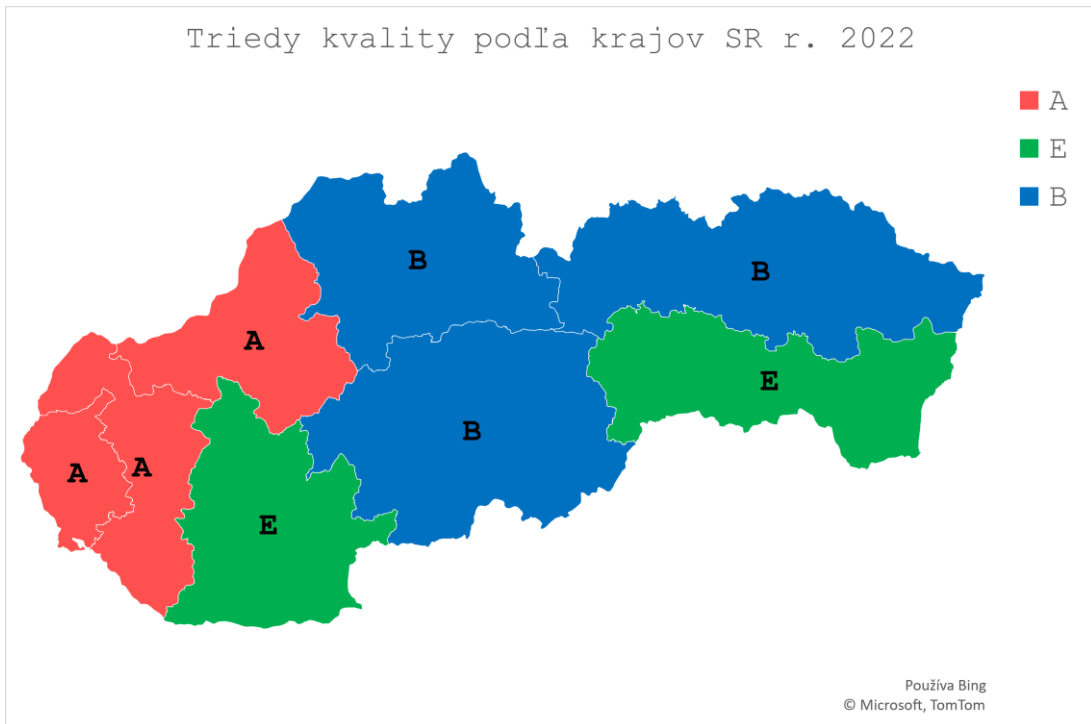 Triedy kvality podľa krajov SR r. 2022
A
E
B
B
B
A
E
B
A
A
E
Používa Bing
© Microsoft, TomTom